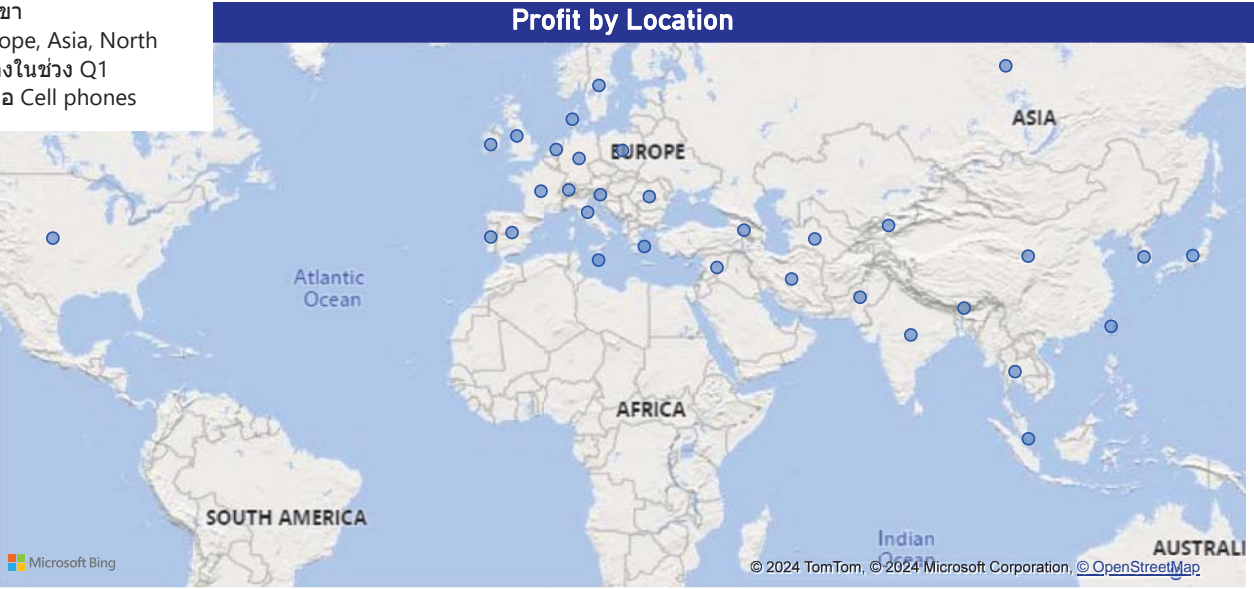 ขา
ope, Asia, North
งในช่วง Q1
อ Cell phones
Profit by Location
ASIA
EUROPE
Atlantic
Ocean
AFRICA
SOUTH AMERICA
Indian
Ocean
AUSTRALI
Microsoft Bing
© 2024 TomTom, © 2024 Microsoft Corporation, © OpenStreetMap